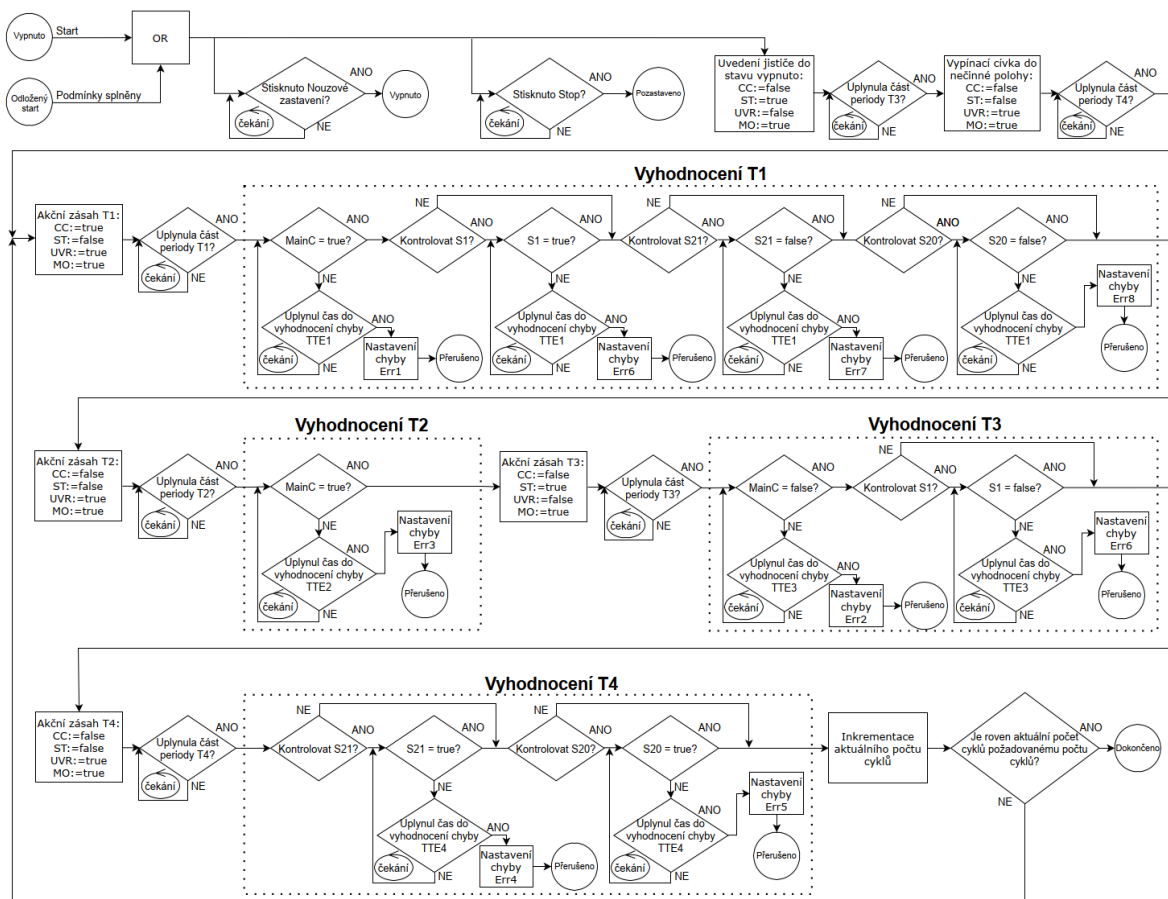 Vypnuto
Start
OR
Odložený
start
Podmínky splněny
Stisknuto Nouzové
zastavení?
ANO
NE
čekání
Vypnuto
Stisknuto Stop?
ANO
NE
čekání
Pozastaveno
Uvedení jističe do
stavu vypnuto:
CC:=false
ST:=true
UVR:=false
MO:=true
Uplynula část
periody T3?
ANO
NE
čekání
Vypínací cívka do
nečinné polohy:
CC:=false
ST:=false
UVR:=true
MO:=true
Uplynula část
periody T4?
ANO
NE
čekání
Vyhodnocení T1
Akční zásah T1:
CC:=true
ST:=false
UVR:=true
MO:=true
Uplynula část
periody T1?
ANO
NE
čekání
MainC = true?
ANO
NE
Uplynul čas do
vyhodnocení chyby
TTE1
ANO
NE
čekání
Nastavení
chyby
Err1
Přerušeno
Kontrolovat S1?
NE
ANO
S1 = true?
ANO
NE
Uplynul čas do
vyhodnocení chyby
TTE1
ANO
NE
čekání
Nastavení
chyby
Err6
Přerušeno
Kontrolovat S21?
NE
ANO
S21 = false?
ANO
NE
Uplynul čas do
vyhodnocení chyby
TTE1
ANO
NE
čekání
Nastavení
chyby
Err7
Přerušeno
Kontrolovat S20?
NE
ANO
S20 = false?
ANO
NE
Uplynul čas do
vyhodnocení chyby
TTE1
ANO
NE
čekání
Nastavení
chyby
Err8
Přerušeno
Vyhodnocení T2
Akční zásah T2:
CC:=false
ST:=false
UVR:=true
MO:=true
Uplynula část
periody T2?
ANO
NE
čekání
MainC = true?
ANO
NE
Uplynul čas do
vyhodnocení chyby
TTE2
ANO
NE
čekání
Nastavení
chyby
Err3
Přerušeno
Akční zásah T3:
CC:=false
ST:=true
UVR:=false
MO:=true
Uplynula část
periody T3?
ANO
NE
čekání
Vyhodnocení T3
MainC = false?
ANO
NE
Uplynul čas do
vyhodnocení chyby
TTE3
ANO
NE
čekání
Nastavení
chyby
Err2
Přerušeno
Kontrolovat S1?
NE
ANO
S1 = false?
ANO
NE
Uplynul čas do
vyhodnocení chyby
TTE3
ANO
NE
čekání
Nastavení
chyby
Err6
Přerušeno
Vyhodnocení T4
Akční zásah T4:
CC:=false
ST:=false
UVR:=true
MO:=true
Uplynula část
periody T4?
ANO
NE
čekání
Kontrolovat S21?
NE
ANO
S21 = true?
ANO
NE
Uplynul čas do
vyhodnocení chyby
TTE4
ANO
NE
čekání
Nastavení
chyby
Err4
Přerušeno
Kontrolovat S20?
NE
ANO
S20 = true?
ANO
NE
Uplynul čas do
vyhodnocení chyby
TTE4
ANO
NE
čekání
Nastavení
chyby
Err5
Přerušeno
Inkrementace
aktuálního počtu
cyklů
Je roven aktuální počet
cyklů požadovanému počtu
cyklů?
ANO
NE
Dokončeno